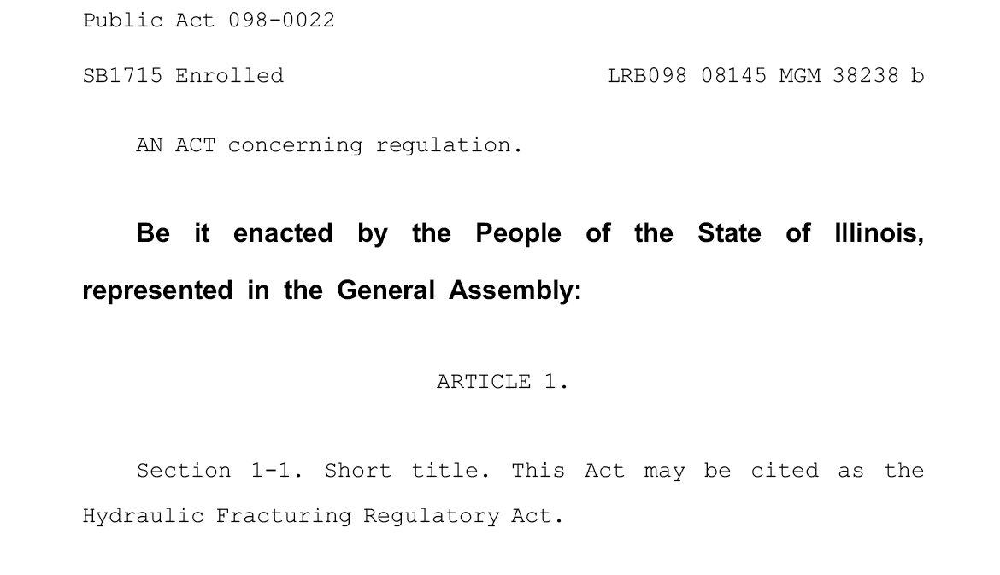 Public Act 098-0022
SB1715 Enrolled LRB098 08145 MGM 38238 b
AN ACT concerning regulation.
Be it enacted by the People of the State of Illinois,
represented in the General Assembly:
ARTICLE 1.
Section 1-1. Short title. This Act may be cited as the
Hydraulic Fracturing Regulatory Act.